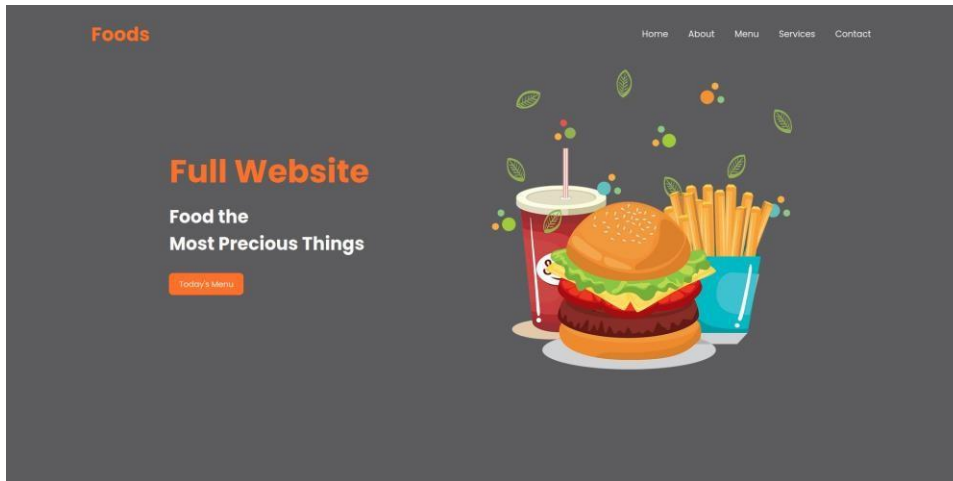 Foods
Home About Menu Services Contact
Full Website
Food the
Most Precious Things
Today's Menu